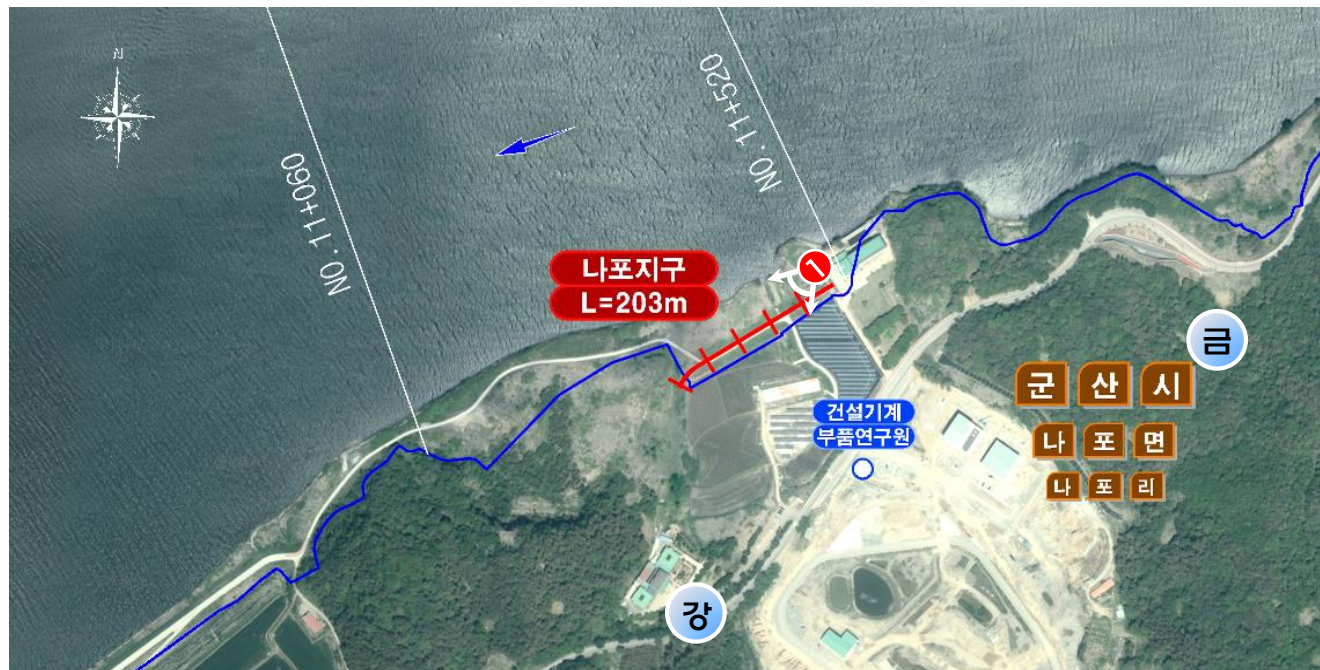 N
NO.11+060
NO.11+520
나포지구
L=203m
1
금
군산시
나포면
나포리
건설기계
부품연구원
강